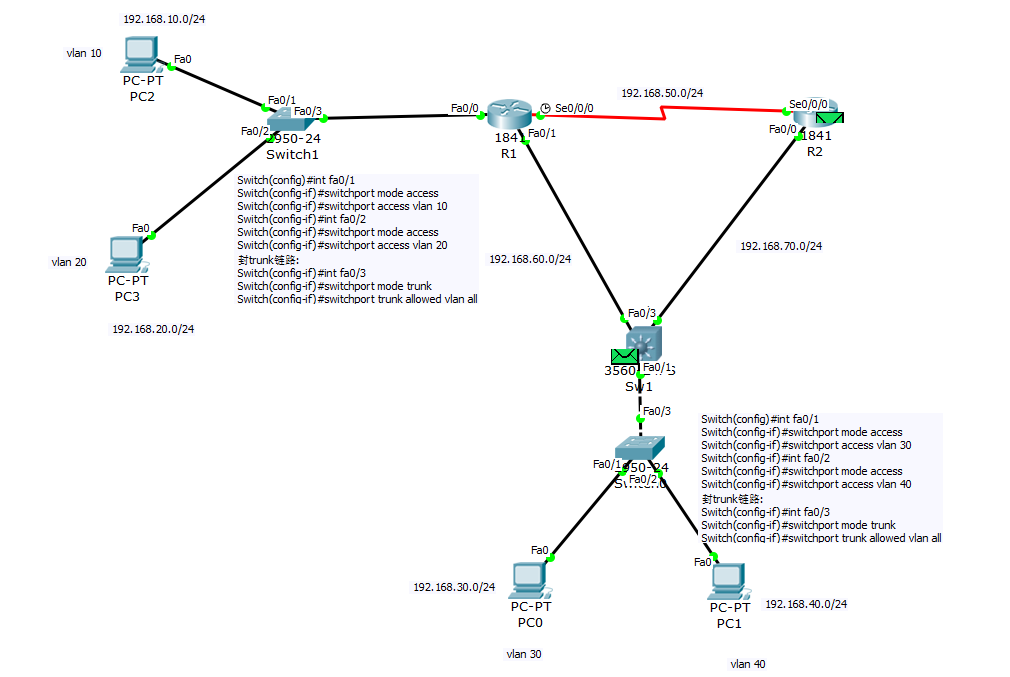 192.168.10.0/24
vlan 10
Fa0
PC-PT
PC2
Fa0/1
Fa0/3
Fa0/2
2950-24
Switch1
Fa0/0
Se0/0/0
1841
Fa0/1
R1
192.168.50.0/24
Se0/0/0
Fa0/0
1841
R2
Switch(config)#int fa0/1
Switch(config-if)#switchport mode access
Switch(config-if)#switchport access vlan 10
Switch(config-if)#int fa0/2
Switch(config-if)#switchport mode access
Switch(config-if)#switchport access vlan 20
封trunk链路:
Switch(config-if)#int fa0/3
Switch(config-if)#switchport mode trunk
Switch(config-if)#switchport trunk allowed vlan all
Fa0
vlan 20
PC-PT
PC3
192.168.20.0/24
192.168.60.0/24
192.168.70.0/24
Fa0/3
Fa0/1
Sw1
Fa0/3
Fa0/1
Fa0/2
Switch(config)#int fa0/1
Switch(config-if)#switchport mode access
Switch(config-if)#switchport access vlan 30
Switch(config-if)#int fa0/2
Switch(config-if)#switchport mode access
Switch(config-if)#switchport access vlan 40
封trunk链路:
Switch(config-if)#int fa0/3
Switch(config-if)#switchport mode trunk
Switch(config-if)#switchport trunk allowed vlan all
Fa0
192.168.30.0/24
PC-PT
PC0
vlan 30
Fa0
192.168.40.0/24
PC-PT
PC1
vlan 40